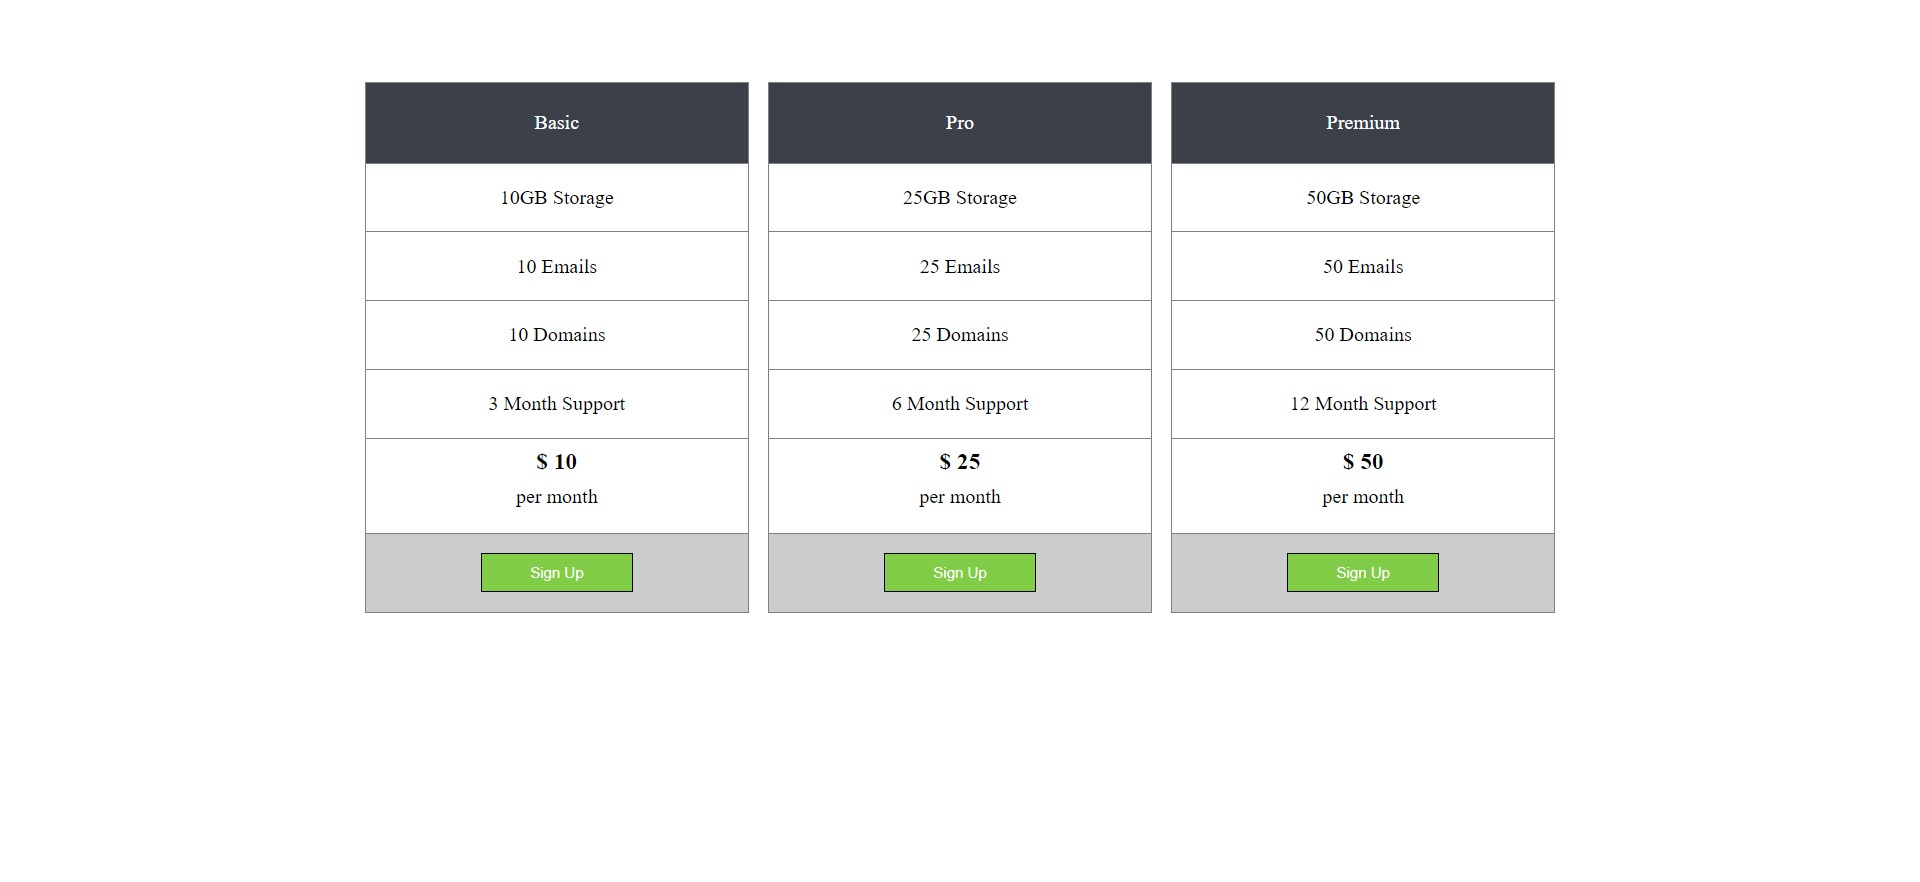 Basic
10GB Storage
10 Emails
10 Domains
3 Month Support
$ 10
per month
Sign Up
Pro
25GB Storage
25 Emails
25 Domains
6 Month Support
$ 25
per month
Sign Up
Premium
50GB Storage
50 Emails
50 Domains
12 Month Support
$ 50
per month
Sign Up